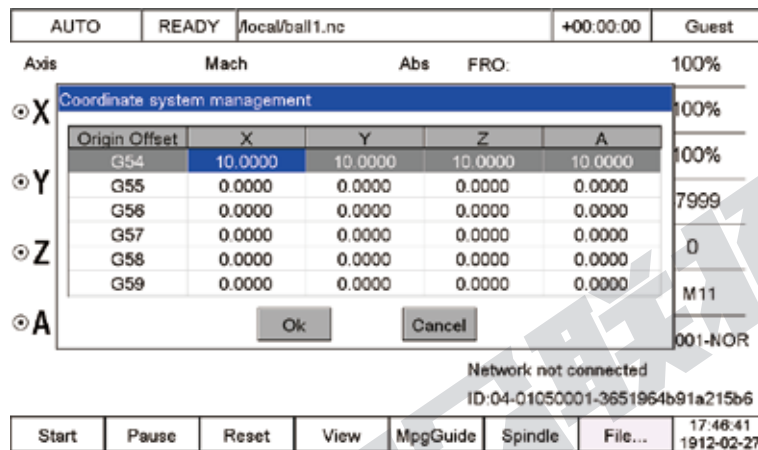 AUTO READY /local/ball1.nc +00:00:00 Guest
Axis Mach Abs FRO: 100%
Coordinate system management
X 100%
Origin Offset X Y Z A
G54 10.0000 10.0000 10.0000 10.0000
100%
Y G55 0.0000 0.0000 0.0000 0.0000
G56 0.0000 0.0000 0.0000 0.0000
7999
G57 0.0000 0.0000 0.0000 0.0000
Z G58 0.0000 0.0000 0.0000 0.0000
0
G59 0.0000 0.0000 0.0000 0.0000
M11
A Ok Cancel
001-NOR
Network not connected
ID:04-01050001-3651964b91a215b6
Start Pause Reset View MpgGuide Spindle File... 17:46:41
1912-02-27